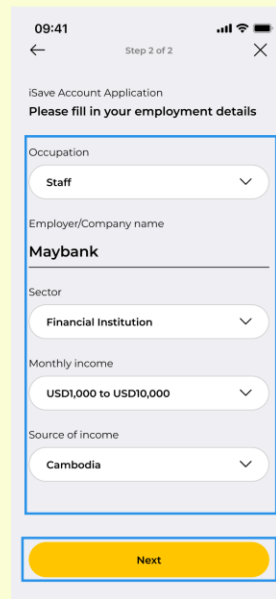 09:41
Step 2 of 2
iSave Account Application
Please fill in your employment details
Occupation
Staff
Employer/Company name
Maybank
Sector
Financial Institution
Monthly income
USD1,000 to USD10,000
Source of income
Cambodia
Next